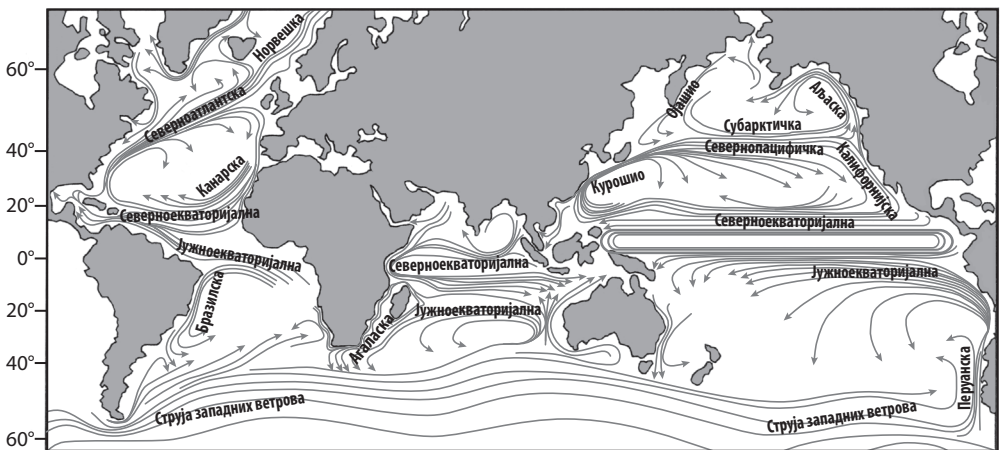 60°
40°
20°
0°
20°
40°
60°
Норвешка
Северноатлантска
Канарска
Северноекваторијална
Јужноекваторијална
Бразилска
Струја западних ветрова
Северноекваторијална
Јужноекваторијална
Агаласка
Ојашио
Аљаска
Субарктичка
Севернопацифичка
Калифорнијска
Курошио
Северноекваторијална
Јужноекваторијална
Перуанска
Струја западних ветрова